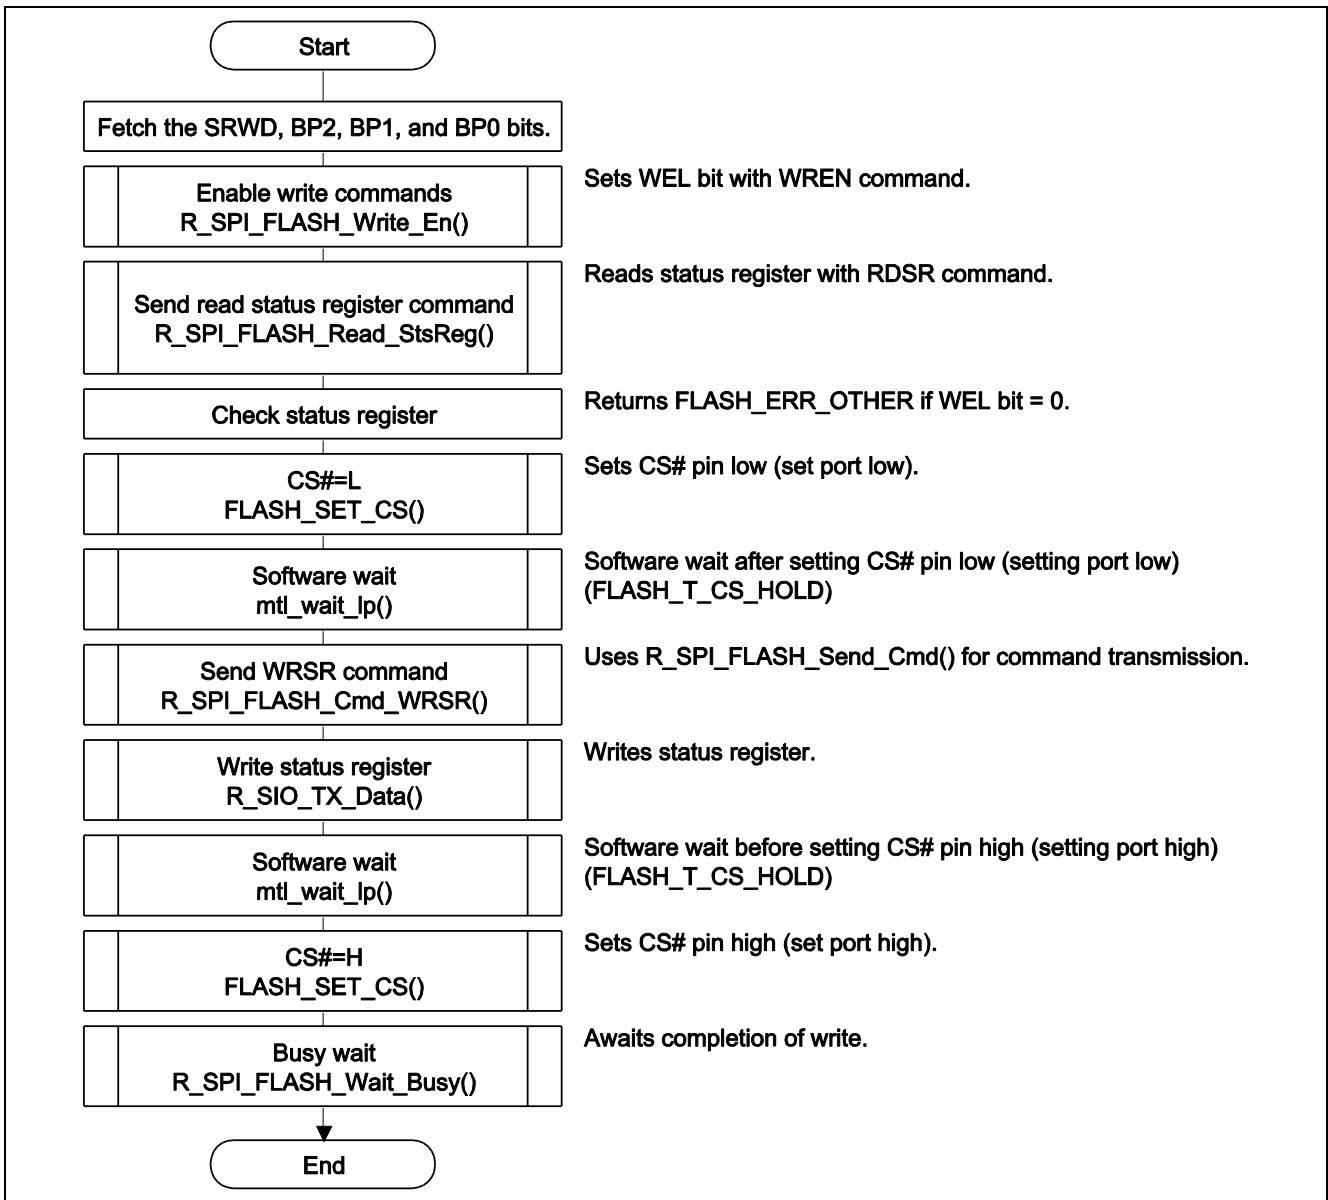 Start
Fetch the SRWD, BP2, BP1, and BP0 bits.
Enable write commands
R_SPI_FLASH_Write_En()
Sets WEL bit with WREN command.
Send read status register command
R_SPI_FLASH_Read_StsReg()
Reads status register with RDSR command.
Check status register
Returns FLASH_ERR_OTHER if WEL bit = 0.
CS#=L
FLASH_SET_CS()
Sets CS# pin low (set port low).
Software wait
mtl_wait_lp()
Software wait after setting CS# pin low (setting port low)
(FLASH_T_CS_HOLD)
Send WRSR command
R_SPI_FLASH_Cmd_WRSR()
Uses R_SPI_FLASH_Send_Cmd() for command transmission.
Write status register
R_SIO_TX_Data()
Writes status register.
Software wait
mtl_wait_lp()
Software wait before setting CS# pin high (setting port high)
(FLASH_T_CS_HOLD)
CS#=H
FLASH_SET_CS()
Sets CS# pin high (set port high).
Busy wait
R_SPI_FLASH_Wait_Busy()
Awaits completion of write.
End